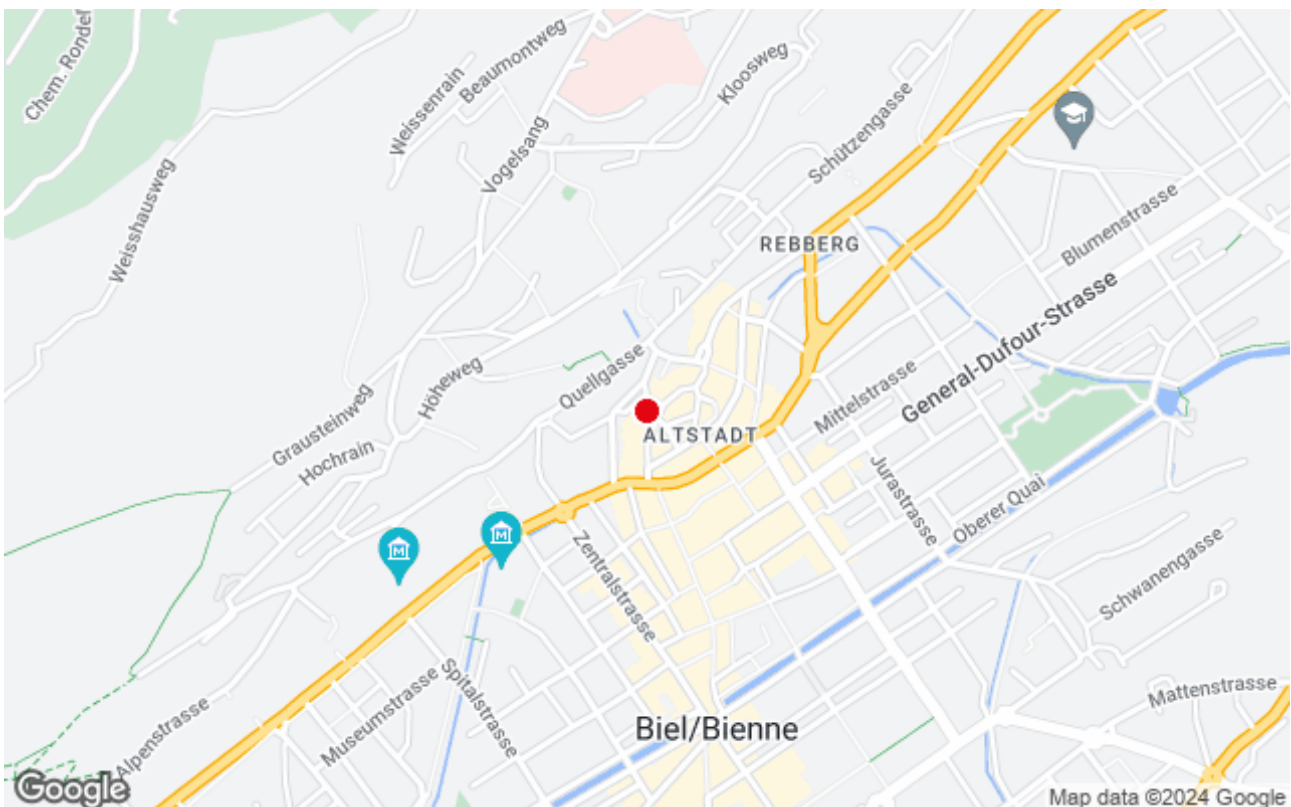 Chem. Rondel
Weisshausweg
Weissenrain
Beaumontweg
Vogelsang
Kloosweg
Schützengasse
REBBERG
Blumenstrasse
General-Dufour-Strasse
Quellgasse
Höheweg
Grausteinweg
Hochrain
ALTSTADT
Mittelstrasse
Jurastrasse
Oberer Quai
Schwanengasse
Zentralstrasse
Spitalstrasse
Museumstrasse
Alpenstrasse
Mattenstrasse
Biel/Bienne
M
M
Google
Map data ©2024 Google